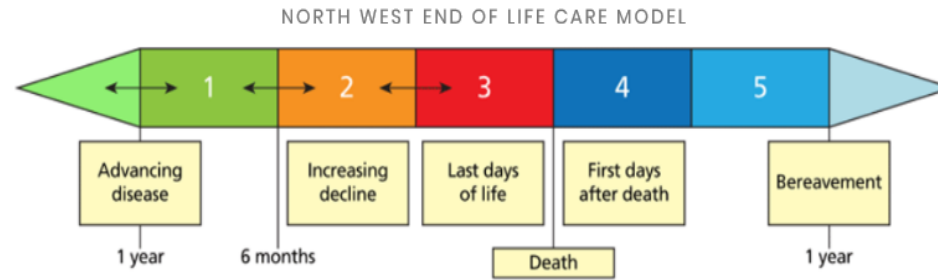 NORTH WEST END OF LIFE CARE MODEL
1 2 3 4 5
Advancing
disease
Increasing
decline
Last days
of life
First days
after death
Bereavement
1 year
6 months
Death
1 year